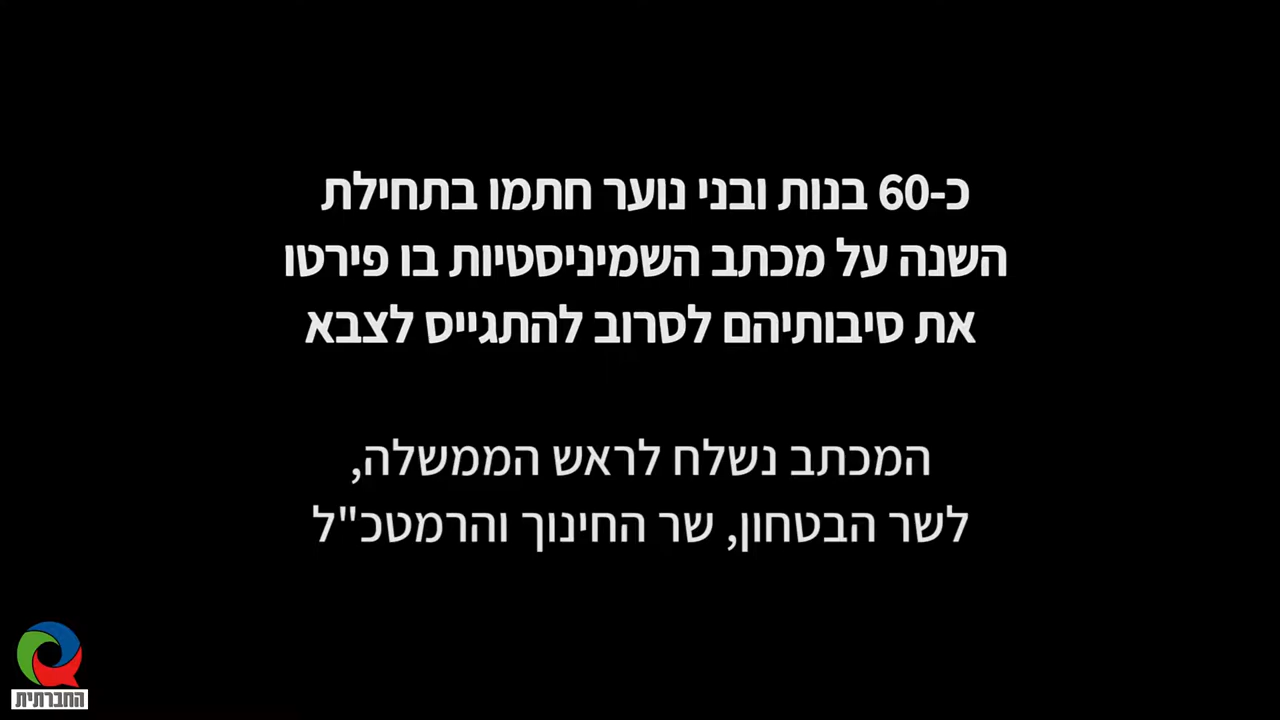 כ-60 בנות ובני נוער חתמו בתחילת
השנה על מכתב השמיניסטיות בו פירטו
את סיבותיהם לסרוב להתגייס לצבא
המכתב נשלח לראש הממשלה,
לשר הבטחון, שר החינוך והרמטכ"ל
החברתית